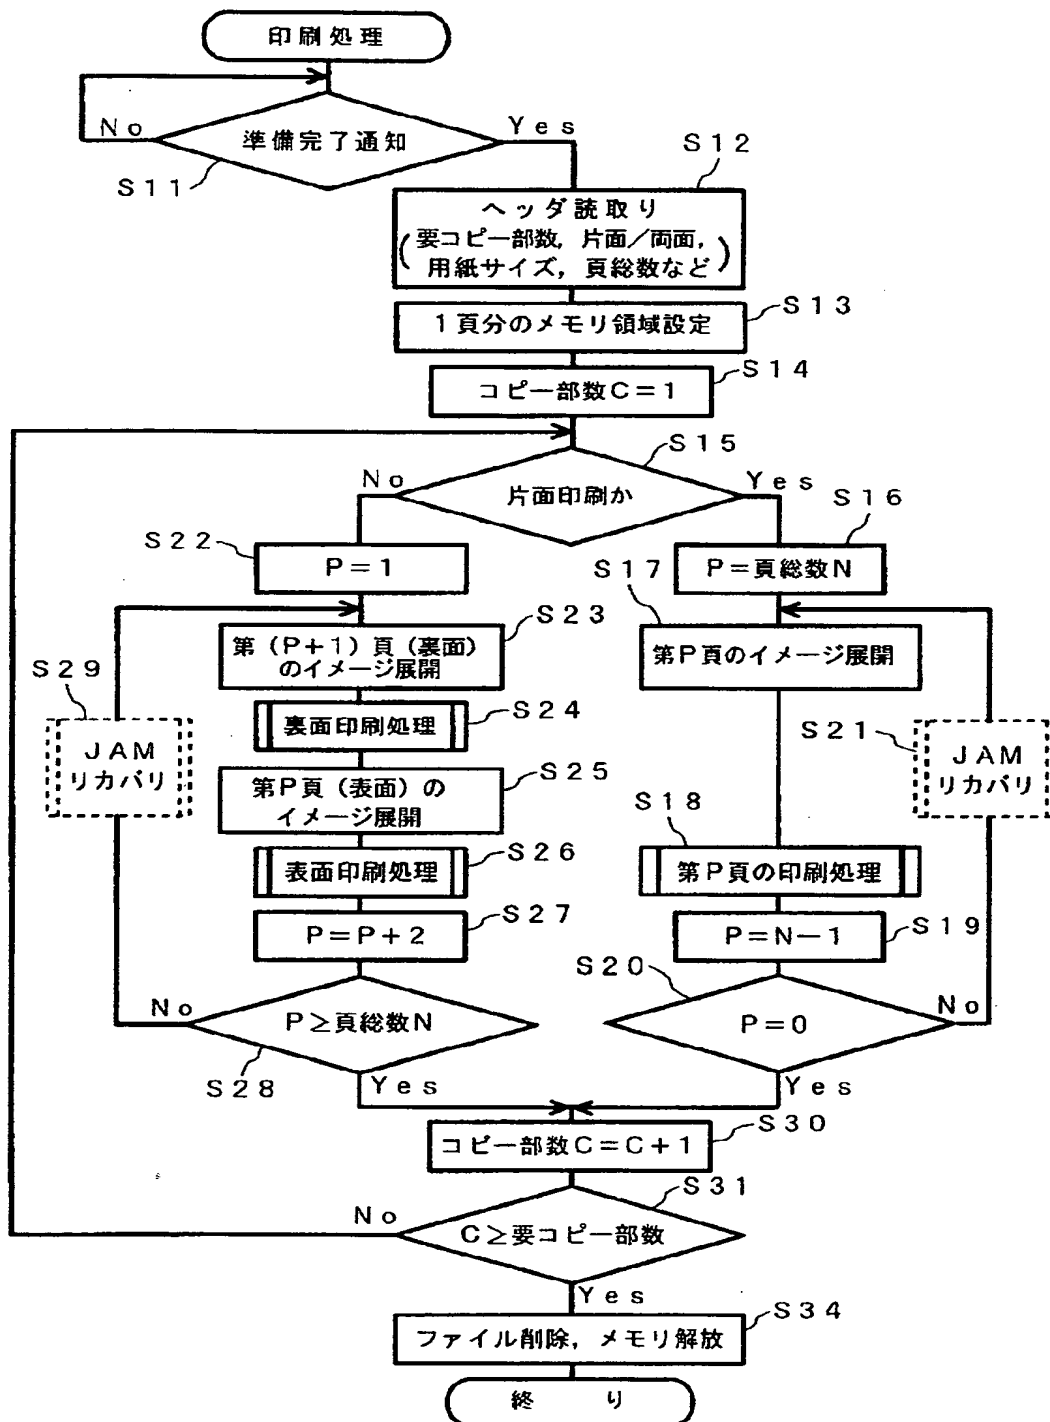 印刷処理
No
準備完了通知
Yes
S11
S12
ヘッダ読取り
(要コピー部数,片面/両面,
用紙サイズ,頁総数など)
S13
1頁分のメモリ領域設定
S14
コピー部数C=1
S15
No
片面印刷か
Yes
S22
P=1
S16
P=頁総数N
S23
第(P+1)頁(裏面)
のイメージ展開
S17
第P頁のイメージ展開
S29
JAM
リカバリ
S24
裏面印刷処理
S21
JAM
リカバリ
S25
第P頁(表面)の
イメージ展開
S26
表面印刷処理
S18
第P頁の印刷処理
S27
P=P+2
S19
P=N-1
No
P≥頁総数N
S28
Yes
S20
P=0
No
Yes
S30
コピー部数C=C+1
S31
No
C≥要コピー部数
Yes
S34
ファイル削除,メモリ解放
終り